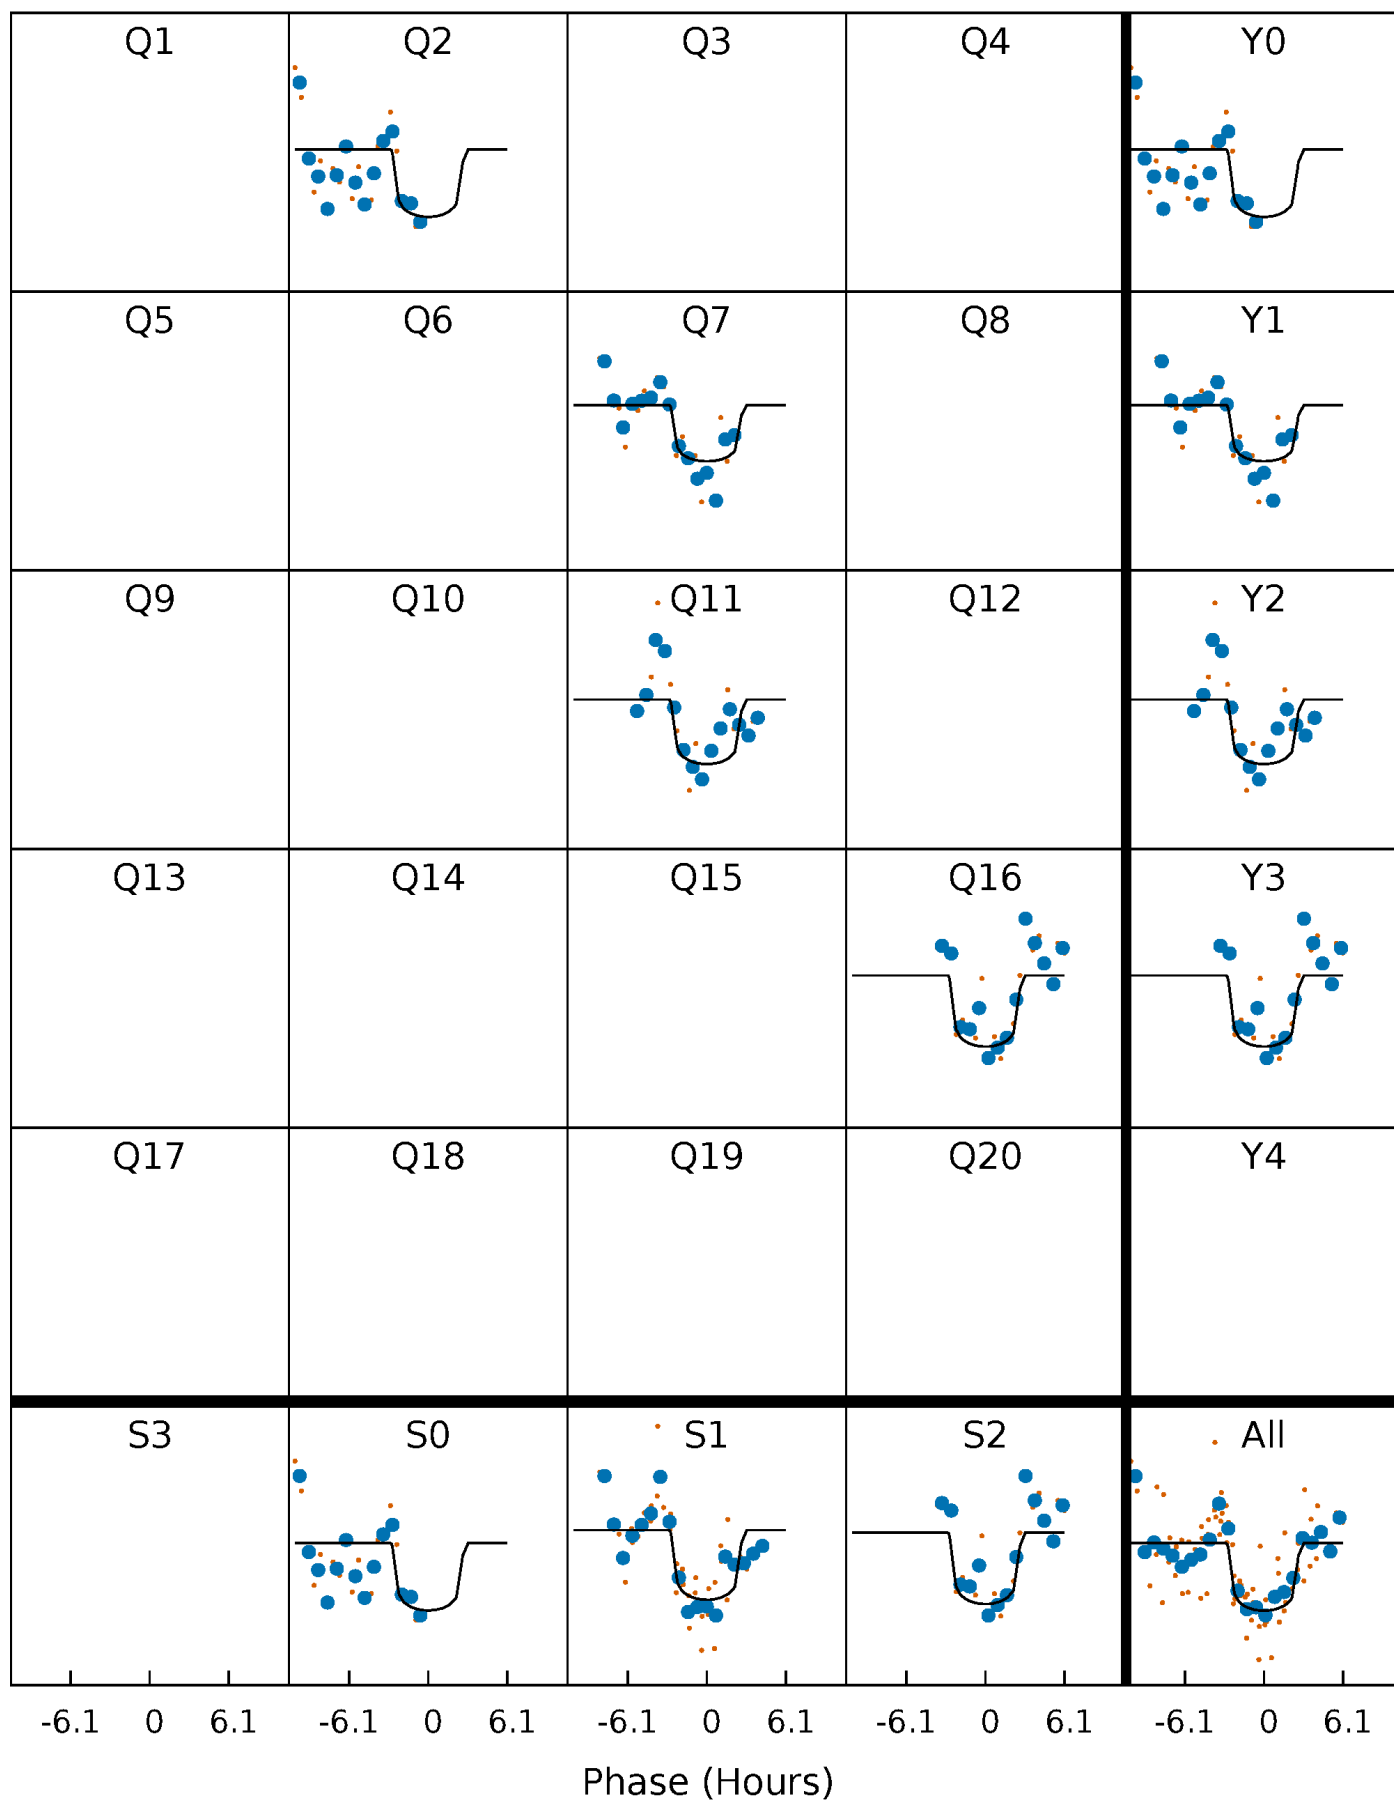 Q1 Q2 Q3 Q4 Y0
Q5 Q6 Q7 Q8 Y1
Q9 Q10 Q11 Q12 Y2
Q13 Q14 Q15 Q16 Y3
Q17 Q18 Q19 Q20 Y4
S3 S0 S1 S2 All
-6.1 0 6.1 -6.1 0 6.1 -6.1 0 6.1 -6.1 0 6.1 -6.1 0 6.1
Phase (Hours)